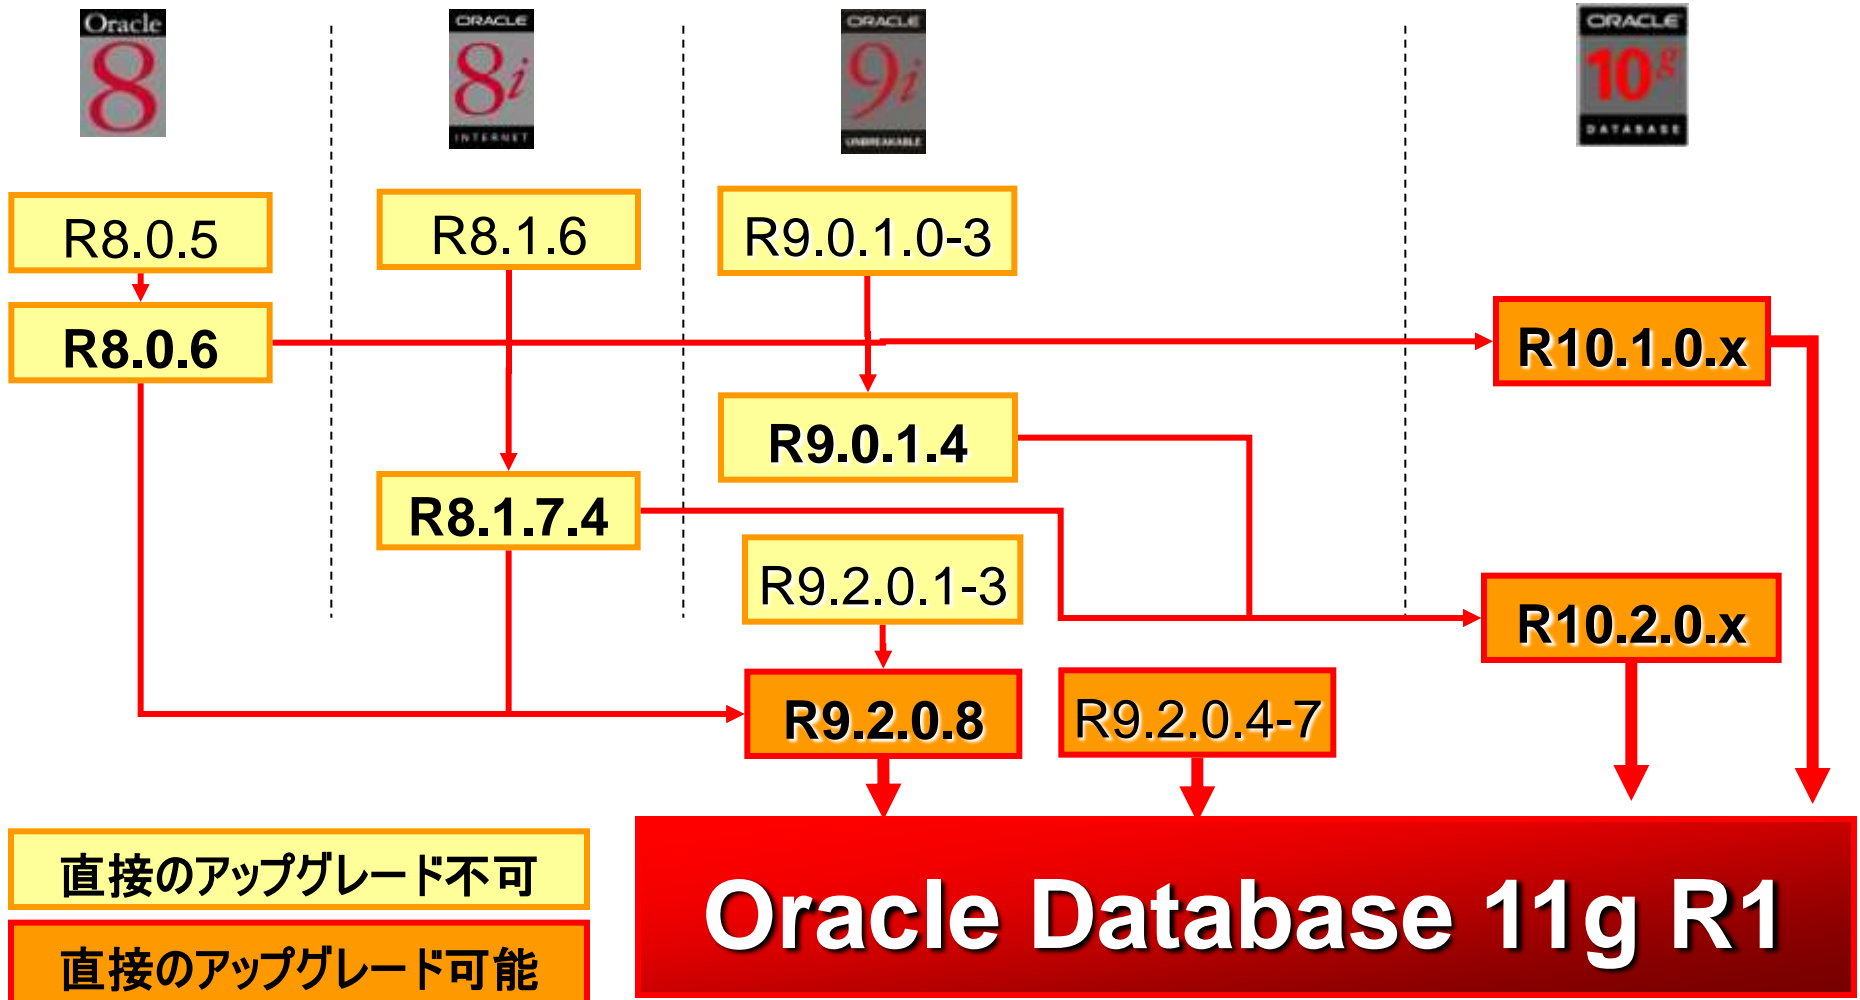 Oracle
8
ORACLE
8i
INTERNET
ORACLE
9i
UNBREAKABLE
ORACLE
10g
DATABASE
R8.0.5
R8.1.6
R9.0.1.0-3
R8.0.6
R10.1.0.x
R9.0.1.4
R8.1.7.4
R9.2.0.1-3
R10.2.0.x
R9.2.0.8
R9.2.0.4-7
直接のアップグレード不可
直接のアップグレード可能
Oracle Database 11g R1